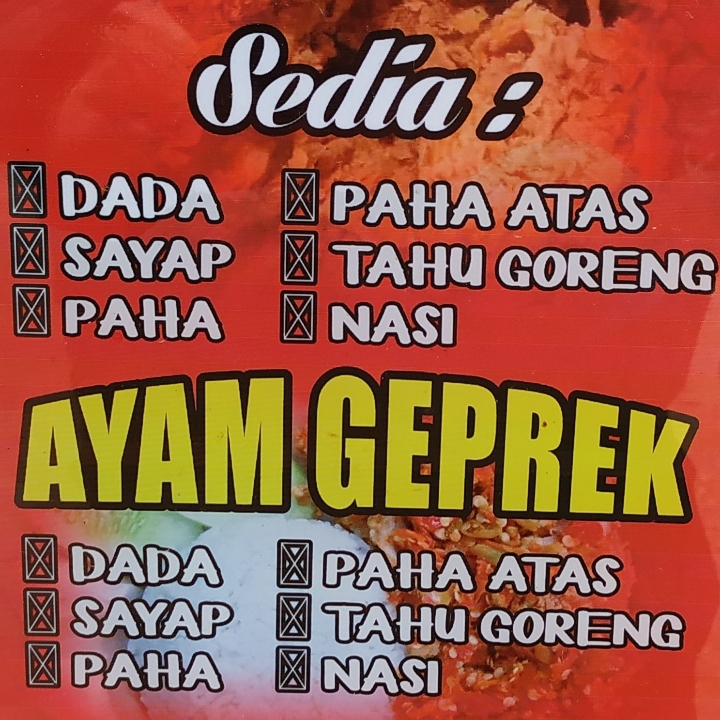 Sedia :
DADA PAHA ATAS
SAYAP TAHU GORENG
PAHA NASI
AYAM GEPREK
DADA PAHA ATAS
SAYAP TAHU GORENG
PAHA NASI